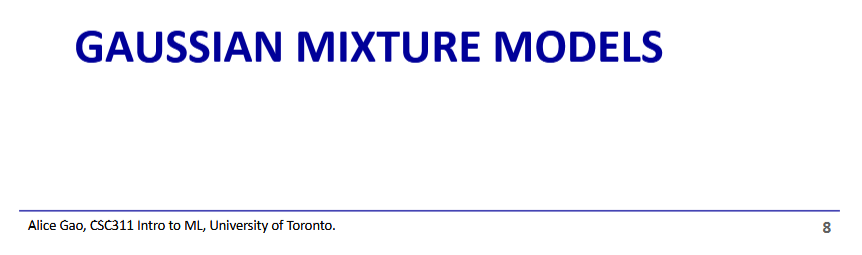 GAUSSIAN MIXTURE MODELS
Alice Gao, CSC311 Intro to ML, University of Toronto.
8